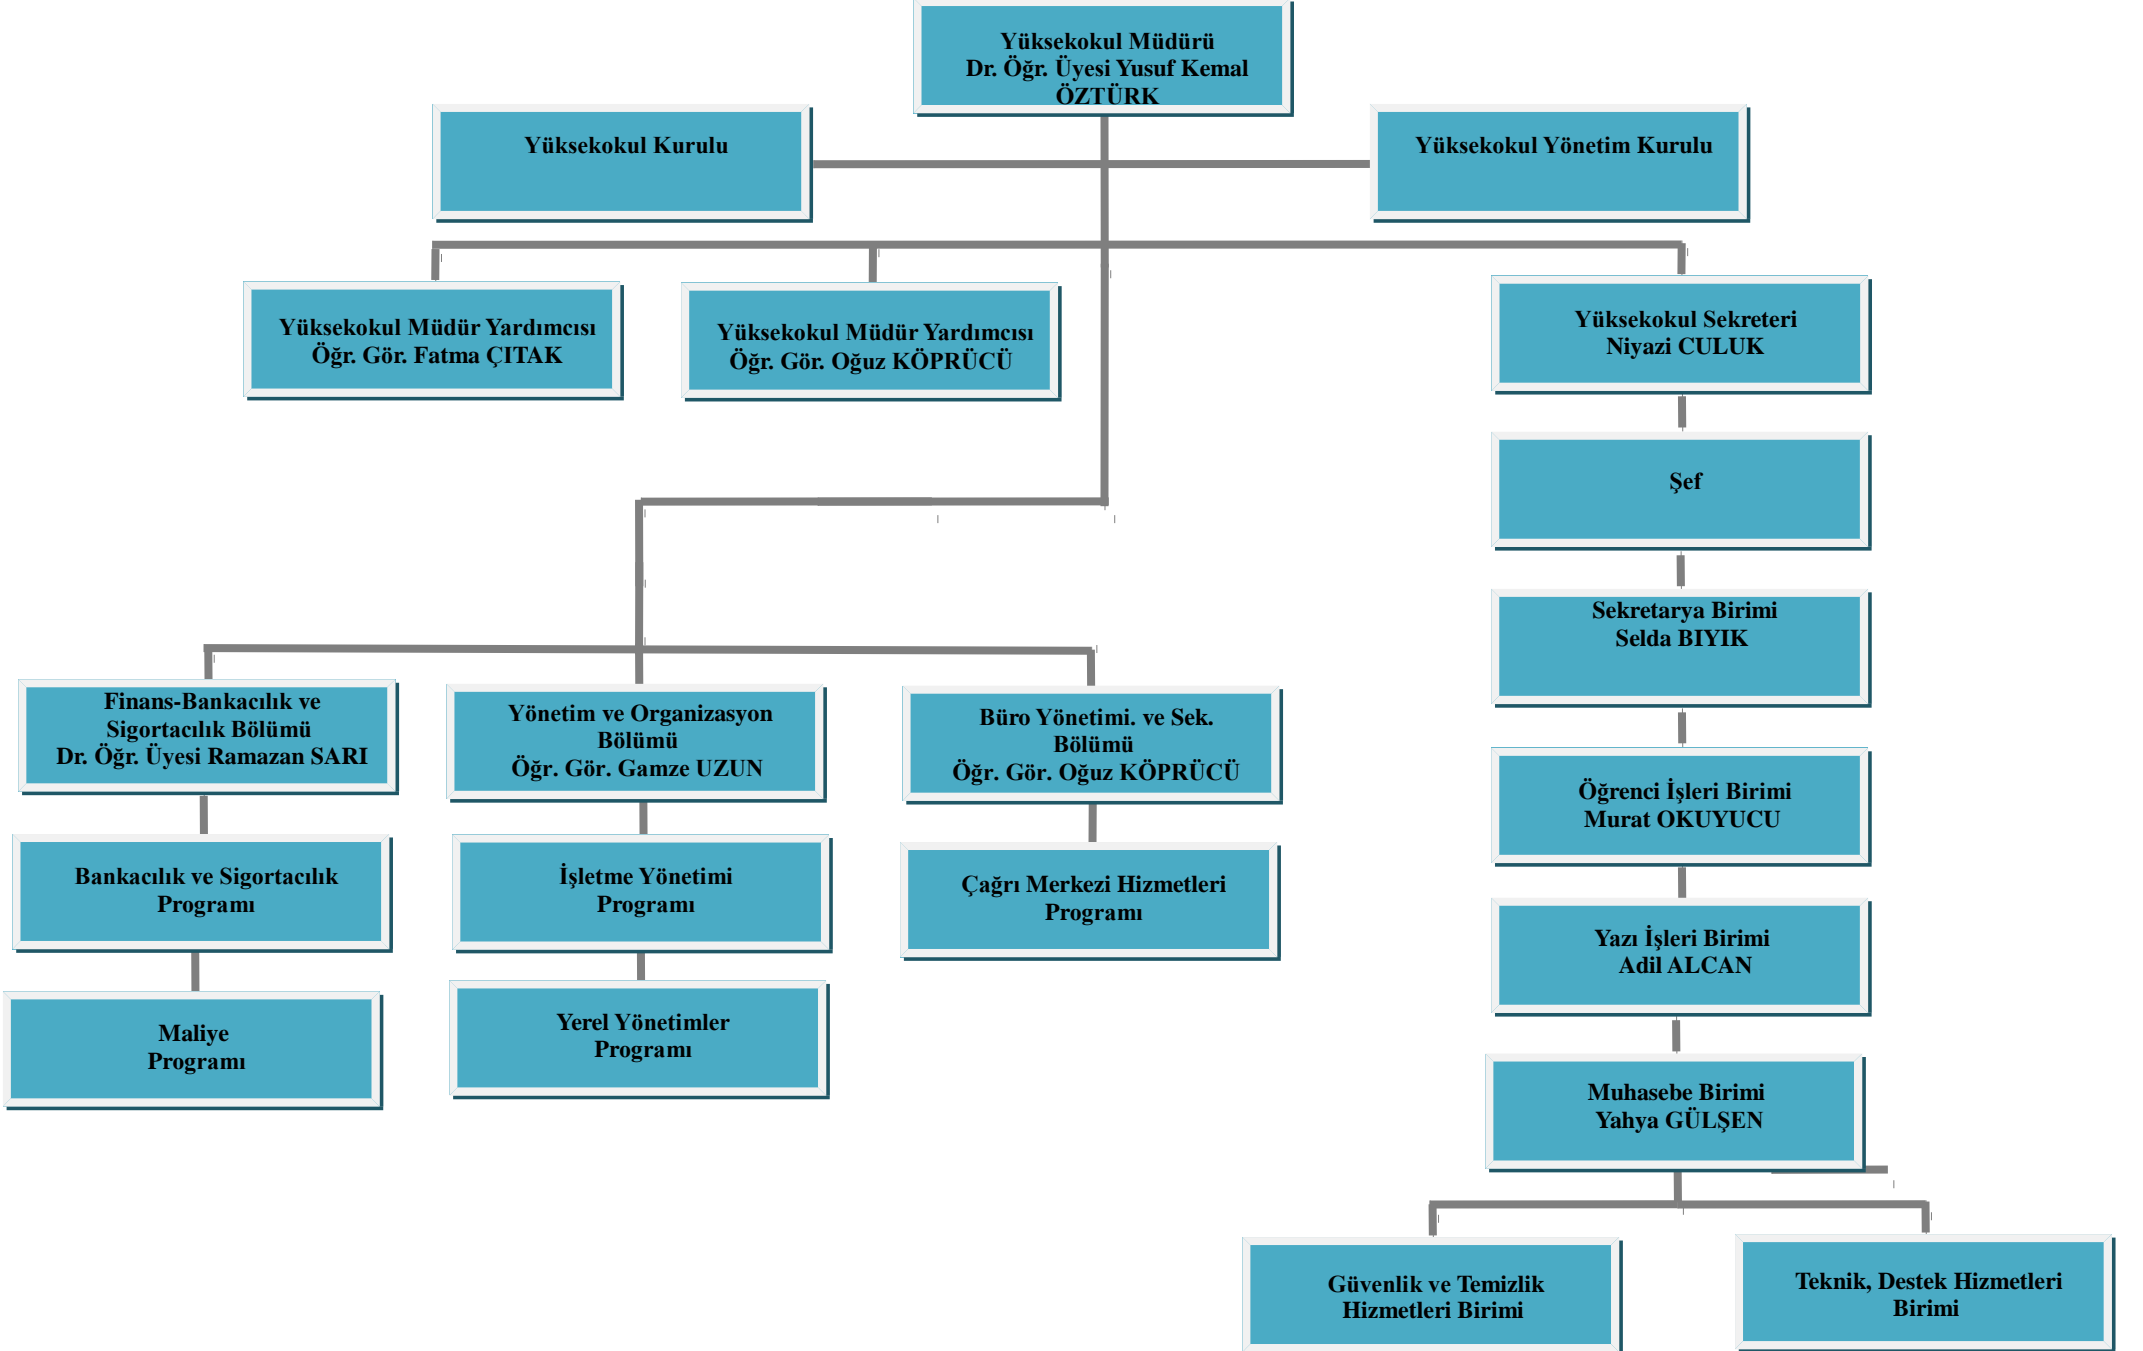 Yüksekokul Müdürü
Dr. Öğr. Üyesi Yusuf Kemal
ÖZTÜRK
Yüksekokul Kurulu
Yüksekokul Yönetim Kurulu
Yüksekokul Müdür Yardımcısı
Öğr. Gör. Fatma ÇITAK
Yüksekokul Müdür Yardımcısı
Öğr. Gör. Oğuz KÖPRÜCÜ
Yüksekokul Sekreteri
Niyazi CULUK
Şef
Sekretarya Birimi
Selda BIYIK
Finans-Bankacılık ve
Sigortacılık Bölümü
Dr. Öğr. Üyesi Ramazan SARI
Yönetim ve Organizasyon
Bölümü
Öğr. Gör. Gamze UZUN
Büro Yönetimi. ve Sek.
Bölümü
Öğr. Gör. Oğuz KÖPRÜCÜ
Öğrenci İşleri Birimi
Murat OKUYUCU
Bankacılık ve Sigortacılık
Programı
İşletme Yönetimi
Programı
Çağrı Merkezi Hizmetleri
Programı
Yazı İşleri Birimi
Adil ALCAN
Maliye
Programı
Yerel Yönetimler
Programı
Muhasebe Birimi
Yahya GÜLŞEN
Güvenlik ve Temizlik
Hizmetleri Birimi
Teknik, Destek Hizmetleri
Birimi